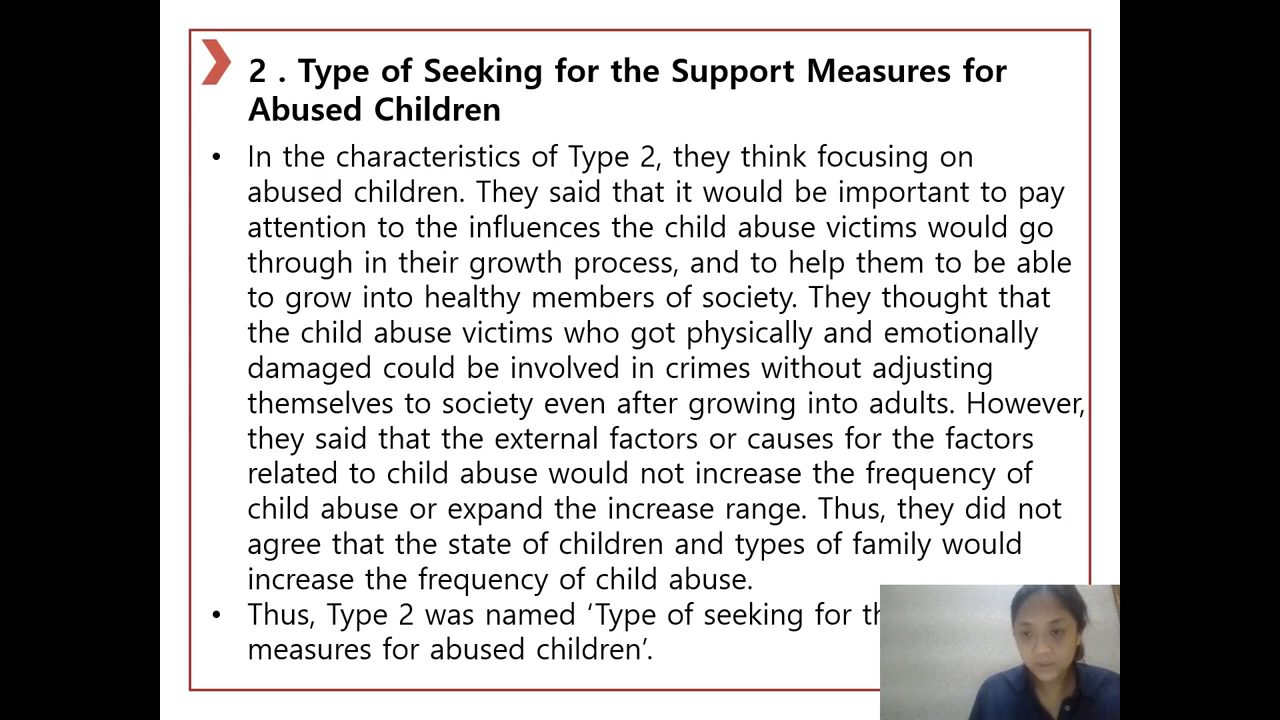 2 . Type of Seeking for the Support Measures for
Abused Children
• In the characteristics of Type 2, they think focusing on
abused children. They said that it would be important to pay
attention to the influences the child abuse victims would go
through in their growth process, and to help them to be able
to grow into healthy members of society. They thought that
the child abuse victims who got physically and emotionally
damaged could be involved in crimes without adjusting
themselves to society even after growing into adults. However,
they said that the external factors or causes for the factors
related to child abuse would not increase the frequency of
child abuse or expand the increase range. Thus, they did not
agree that the state of children and types of family would
increase the frequency of child abuse.
• Thus, Type 2 was named ‘Type of seeking for
measures for abused children’.